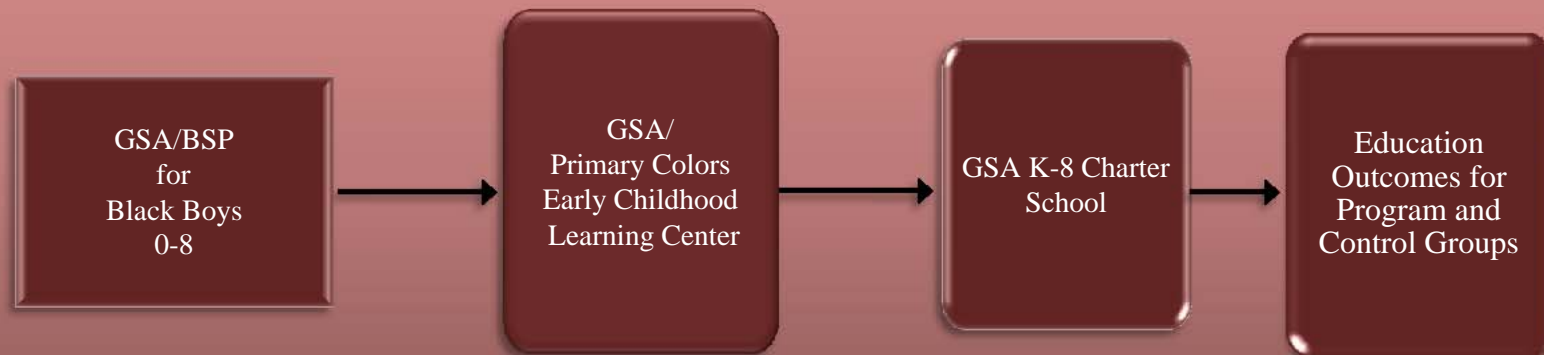 GSA/BSP
for
Black Boys
0-8
GSA/
Primary Colors
Early Childhood
Learning Center
GSA K-8 Charter
School
Education
Outcomes for
Program and
Control Groups